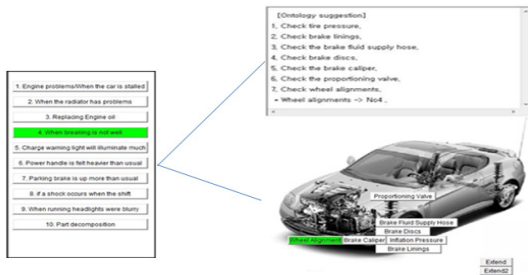 1. Engine problems/When the car is stalled
2. When the radiator has problems
3. Replacing Engine oil
4. When breaking is not well
5. Charge warning light will illuminate much
6. Power handle is felt heavier than usual
7. Parking brake is up more than usual
8. if a shock occurs when the shift
9. When running headlights were blurry
10. Part decomposition
[Ontology suggestion]
1, Check tire pressure,
2, Check brake linings,
3, Check the brake fluid supply hose,
4, Check brake discs,
5, Check the brake caliper,
6, Check the proportioning valve,
7, Check wheel alignments,
- Wheel alignments -> No4 ,
Proportioning Valve
Brake Fluid Supply Hose
Brake Discs
Wheel Alignment Brake Caliper Inflation Pressure
Brake Linings
Extend
Extend2